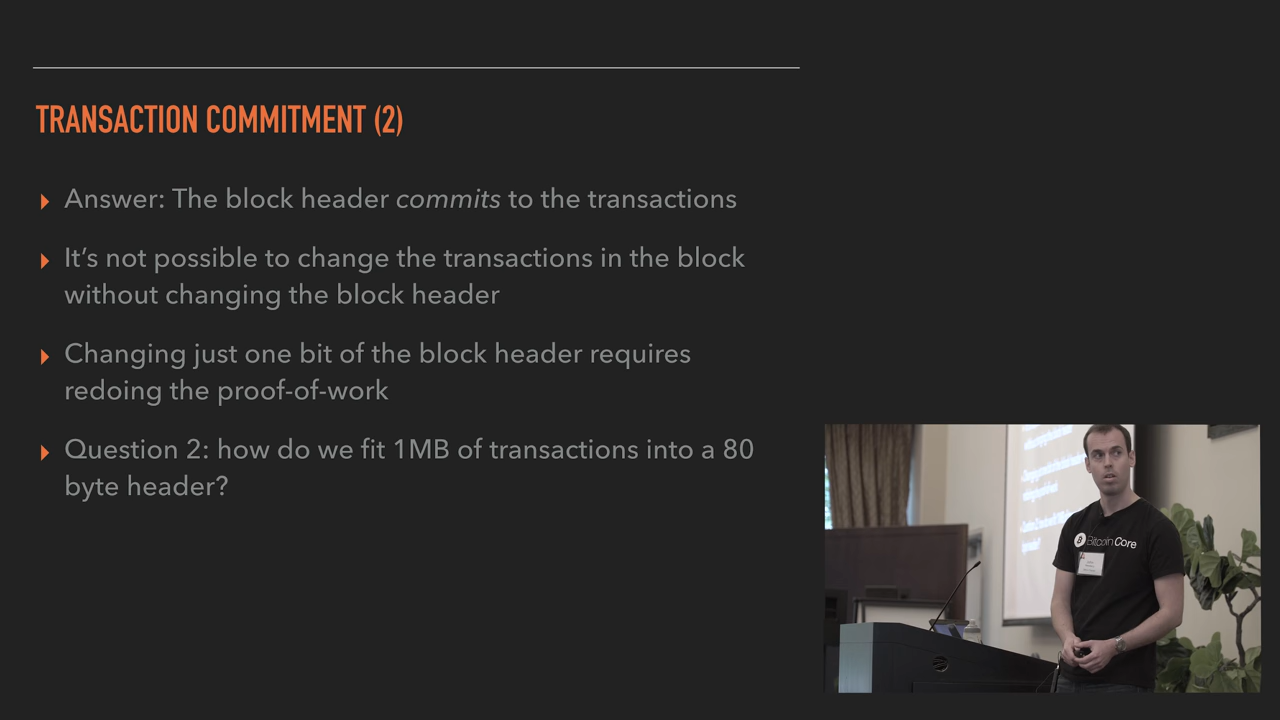 TRANSACTION COMMITMENT (2)
Answer: The block header commits to the transactions
It's not possible to change the transactions in the block
without changing the block header
Changing just one bit of the block header requires
redoing the proof-of-work
Question 2: how do we fit 1MB of transactions into a 80
byte header?
Bitcoin Core